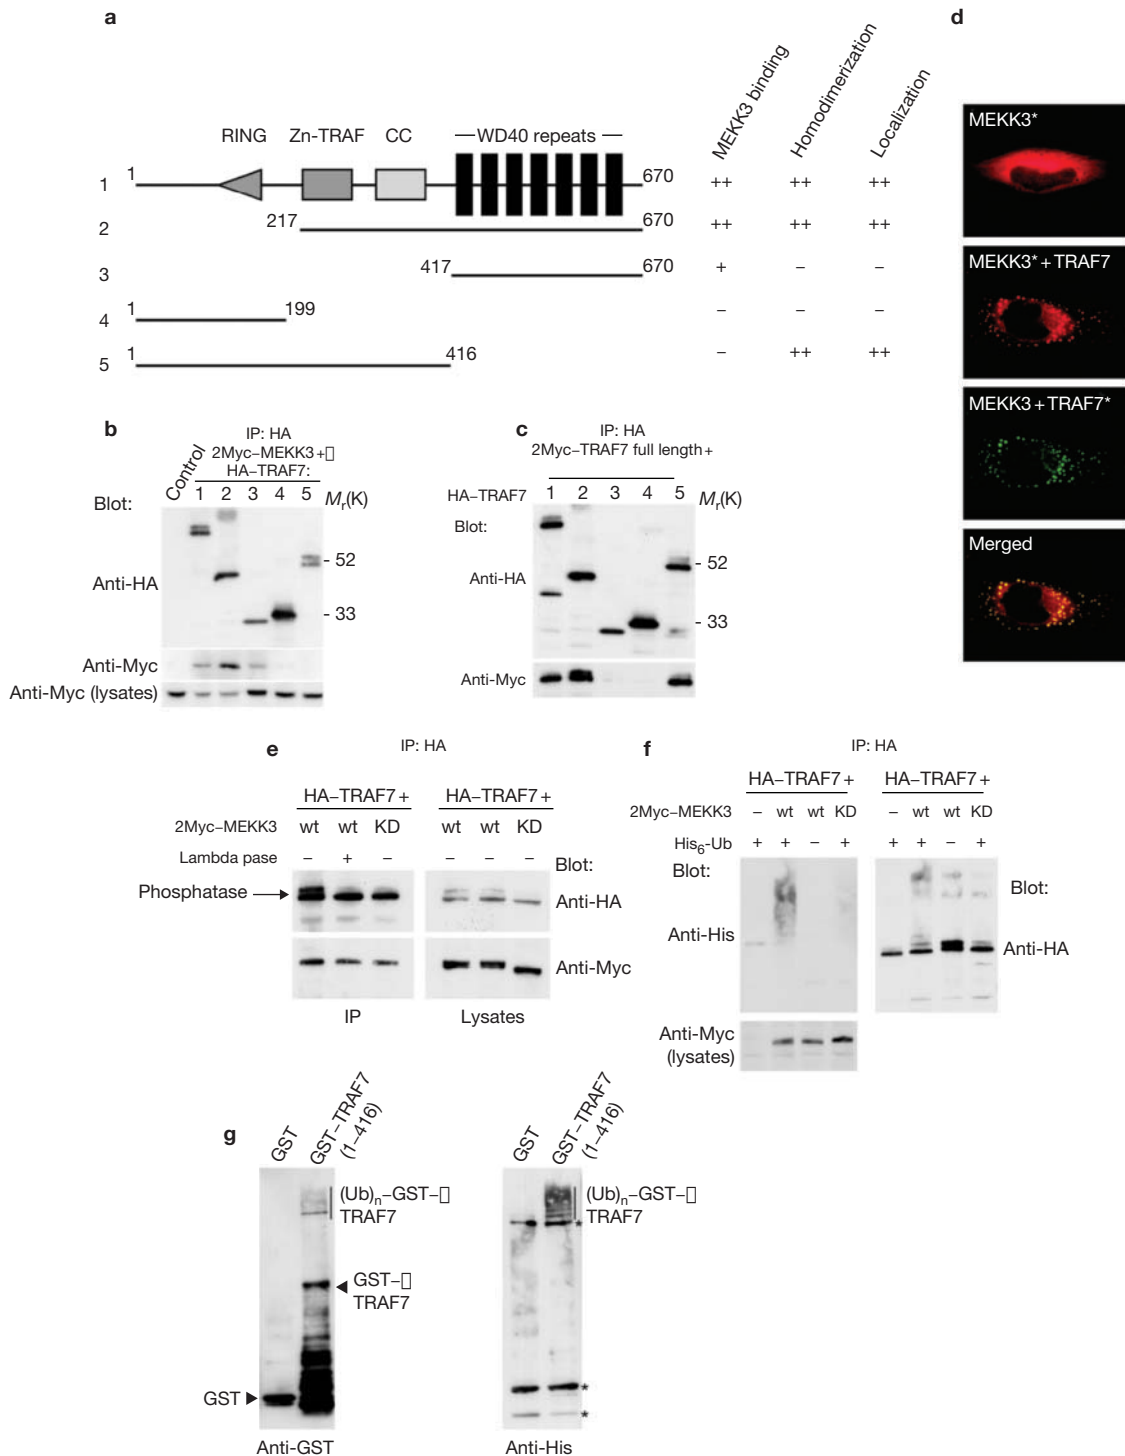 a
MEKK3 binding
Homodimerization
Localization
RING Zn-TRAF CC WD40 repeats
1 1 670 ++ ++ ++
2 217 670 ++ ++ ++
3 417 670 + – –
4 1 199 – – –
5 1 416 – ++ ++
b
IP: HA
2Myc–MEKK3 +▯
HA–TRAF7:
Control
Blot: 1 2 3 4 5 Mr(K)
- 52
Anti-HA
- 33
Anti-Myc
Anti-Myc (lysates)
c
IP: HA
2Myc–TRAF7 full length +
HA–TRAF7 1 2 3 4 5 Mr(K)
Blot:
- 52
Anti-HA
- 33
Anti-Myc
d
MEKK3*
MEKK3* + TRAF7
MEKK3 + TRAF7*
Merged
e
IP: HA
HA–TRAF7 + HA–TRAF7 +
2Myc–MEKK3 wt wt KD wt wt KD
Lambda pase – + – – – –
Blot:
Phosphatase
Anti-HA
Anti-Myc
IP Lysates
f
IP: HA
HA–TRAF7 + HA–TRAF7 +
2Myc–MEKK3 – wt wt KD – wt wt KD
His6-Ub + + – + + + – +
Blot: Blot:
Anti-His Anti-HA
Anti-Myc
(lysates)
g
GST
GST–TRAF7
(1–416)
(Ub)n–GST–▯
TRAF7
GST–▯
TRAF7
GST
Anti-GST
GST
GST–TRAF7
(1–416)
(Ub)n–GST–▯
TRAF7
*
*
*
Anti-His